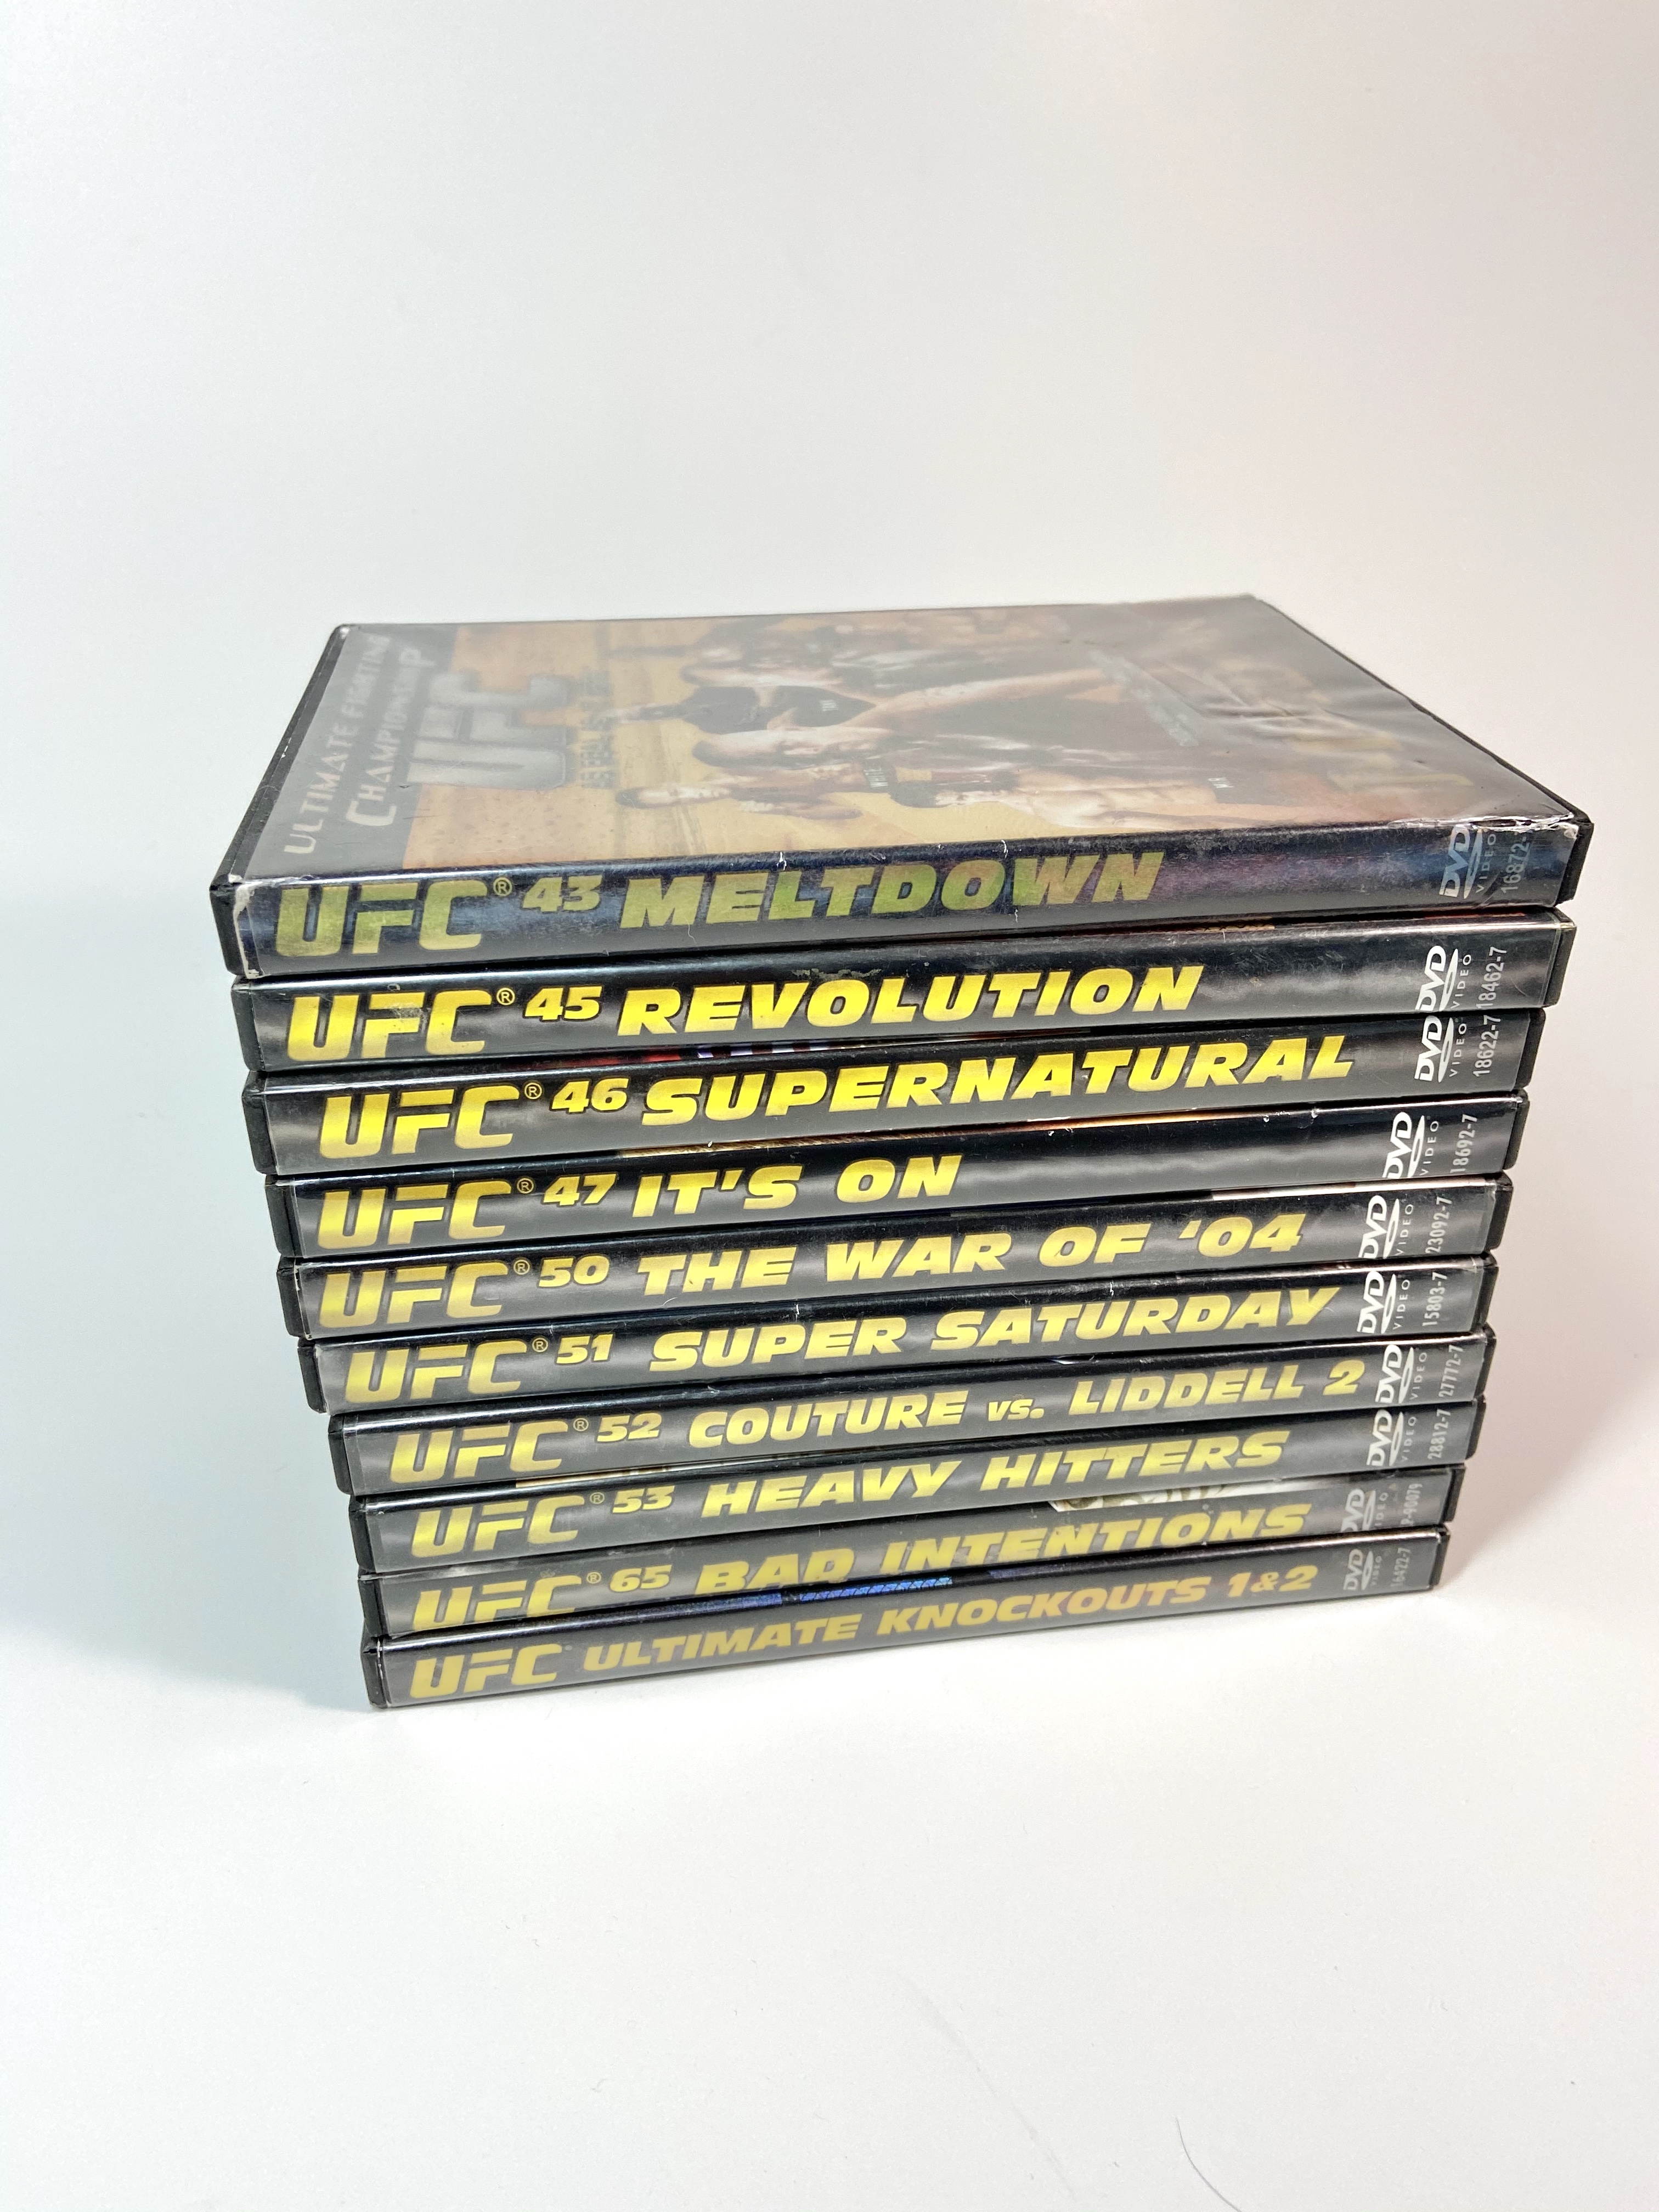 ULTIMATE FIGHTING
CHAMPIONSHIP
UFC
UFC® 43 MELTDOWN DVD VIDEO 16872-
UFC® 45 REVOLUTION DVD VIDEO 18462-7
UFC® 46 SUPERNATURAL DVD VIDEO 18622-7
UFC® 47 IT'S ON DVD VIDEO 18692-7
UFC® 50 THE WAR OF '04 DVD VIDEO 23092-7
UFC® 51 SUPER SATURDAY DVD VIDEO 15803-7
UFC® 52 COUTURE vs. LIDDELL 2 DVD VIDEO 27772-7
UFC® 53 HEAVY HITTERS DVD VIDEO 28812-7
UFC® 65 BAD INTENTIONS DVD VIDEO P-90079
UFC ULTIMATE KNOCKOUTS 1&2 DVD VIDEO 16422-7